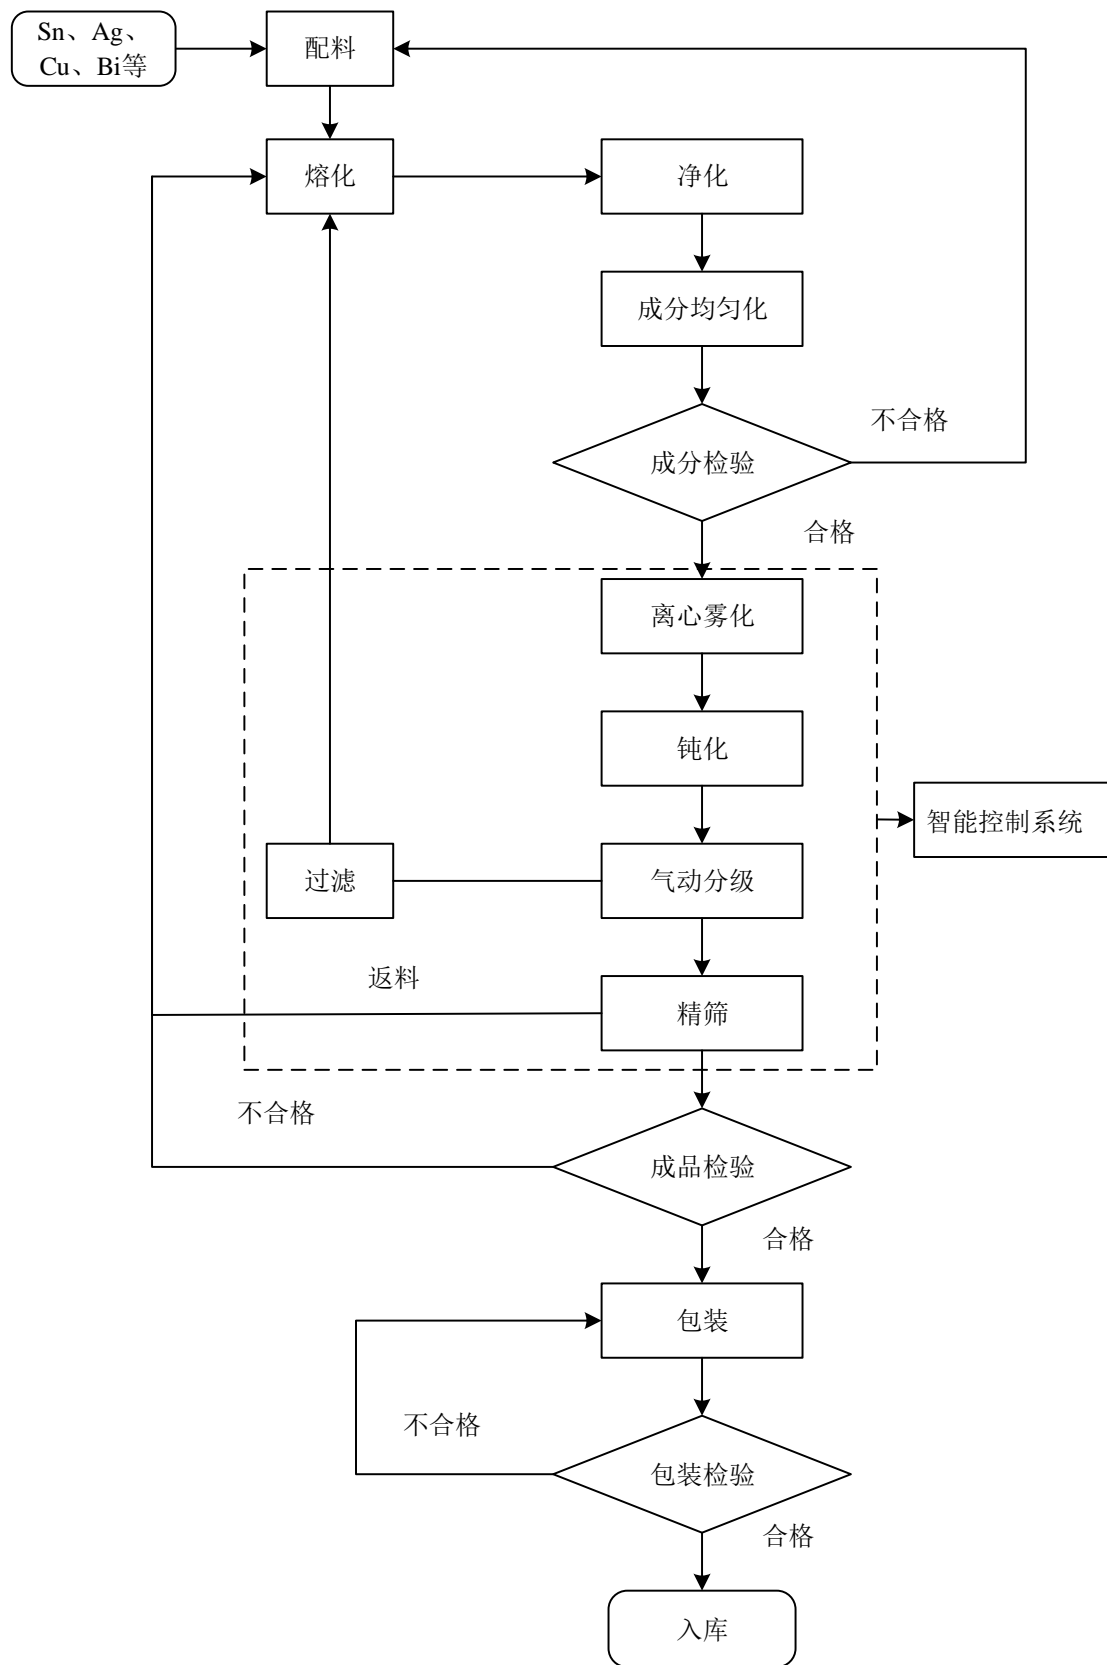 Sn、Ag、
Cu、Bi等
配料
熔化
净化
成分均匀化
不合格
成分检验
合格
离心雾化
钝化
智能控制系统
过滤
气动分级
返料
精筛
不合格
成品检验
合格
包装
不合格
包装检验
合格
入库